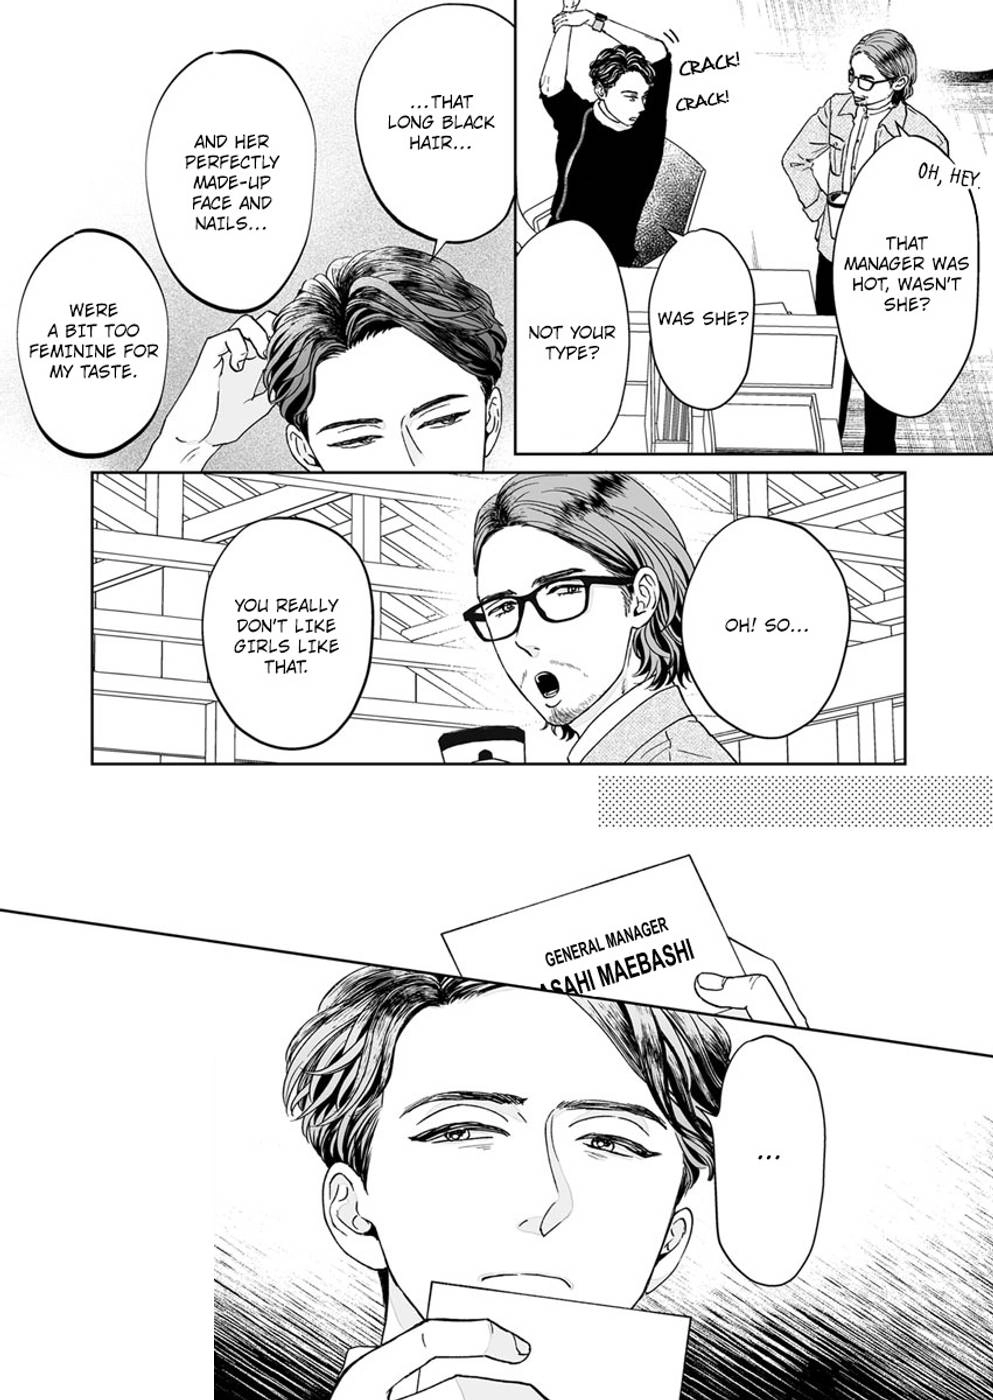 OH, HEY.
THAT
MANAGER WAS
HOT, WASN'T
SHE?
CRACK!
CRACK!
WAS SHE?
NOT YOUR
TYPE?
...THAT
LONG BLACK
HAIR...
AND HER
PERFECTLY
MADE-UP
FACE AND
NAILS...
WERE
A BIT TOO
FEMININE FOR
MY TASTE.
OH! SO...
YOU REALLY
DON'T LIKE
GIRLS LIKE
THAT.
GENERAL MANAGER
ASAHI MAEBASHI
...